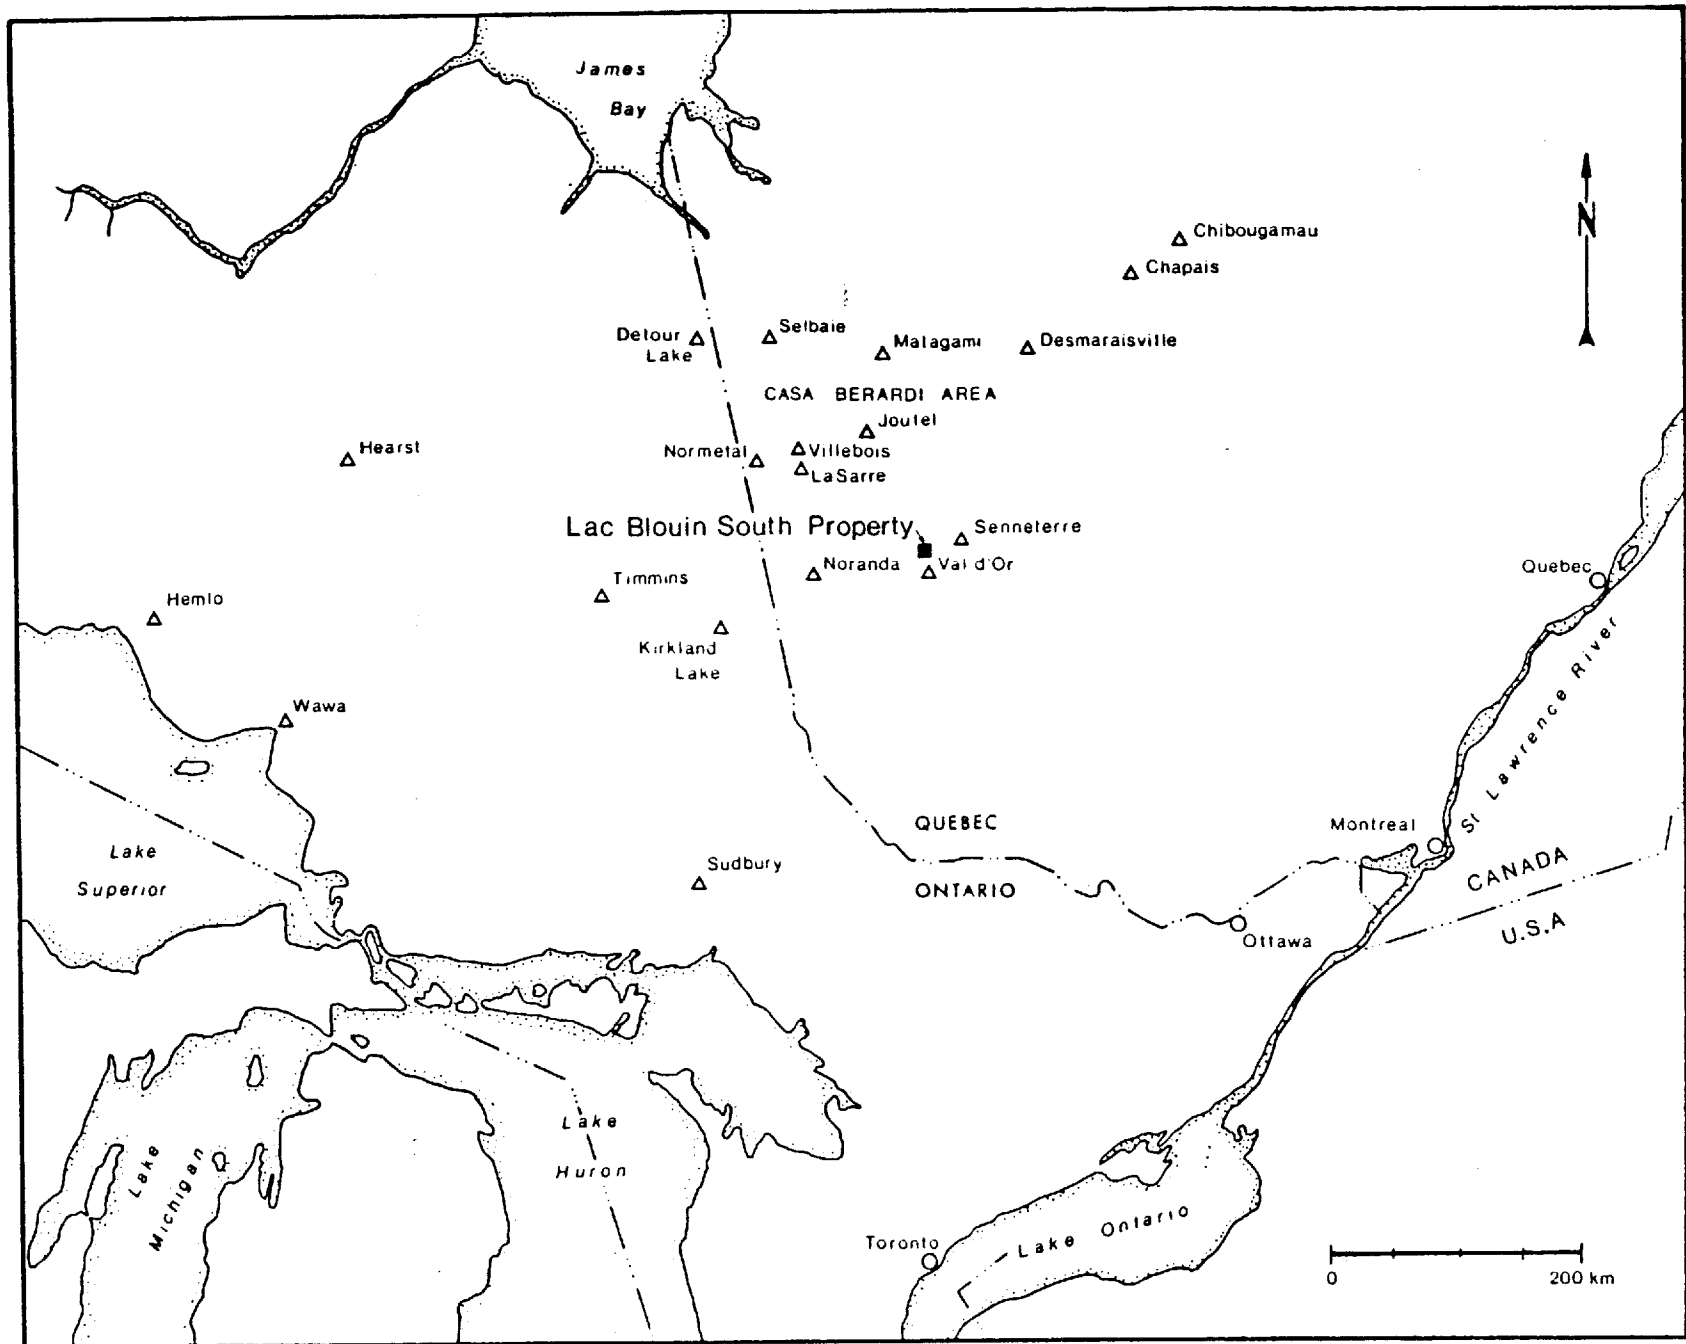 James
Bay
N
Chibougamau
Chapais
Detour
Lake
Selbaie
Matagami
Desmaraisville
CASA BERARDI AREA
Joutel
Hearst
Normetal
Villebois
LaSarre
Lac Blouin South Property
Senneterre
Noranda
Val d'Or
Quebec
Timmins
Hemlo
Kirkland
Lake
St Lawrence River
Wawa
QUEBEC
Montreal
Lake
Superior
Sudbury
ONTARIO
CANADA
U.S.A
Ottawa
Lake
Huron
Lake
Michigan
Lake Ontario
Toronto
0
200 km